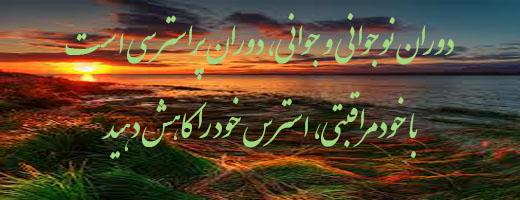 دوران نوجوانی و جوانی، دوران پراسترسی است
با خودمراقبتی، استرس خود را کاهش دهید